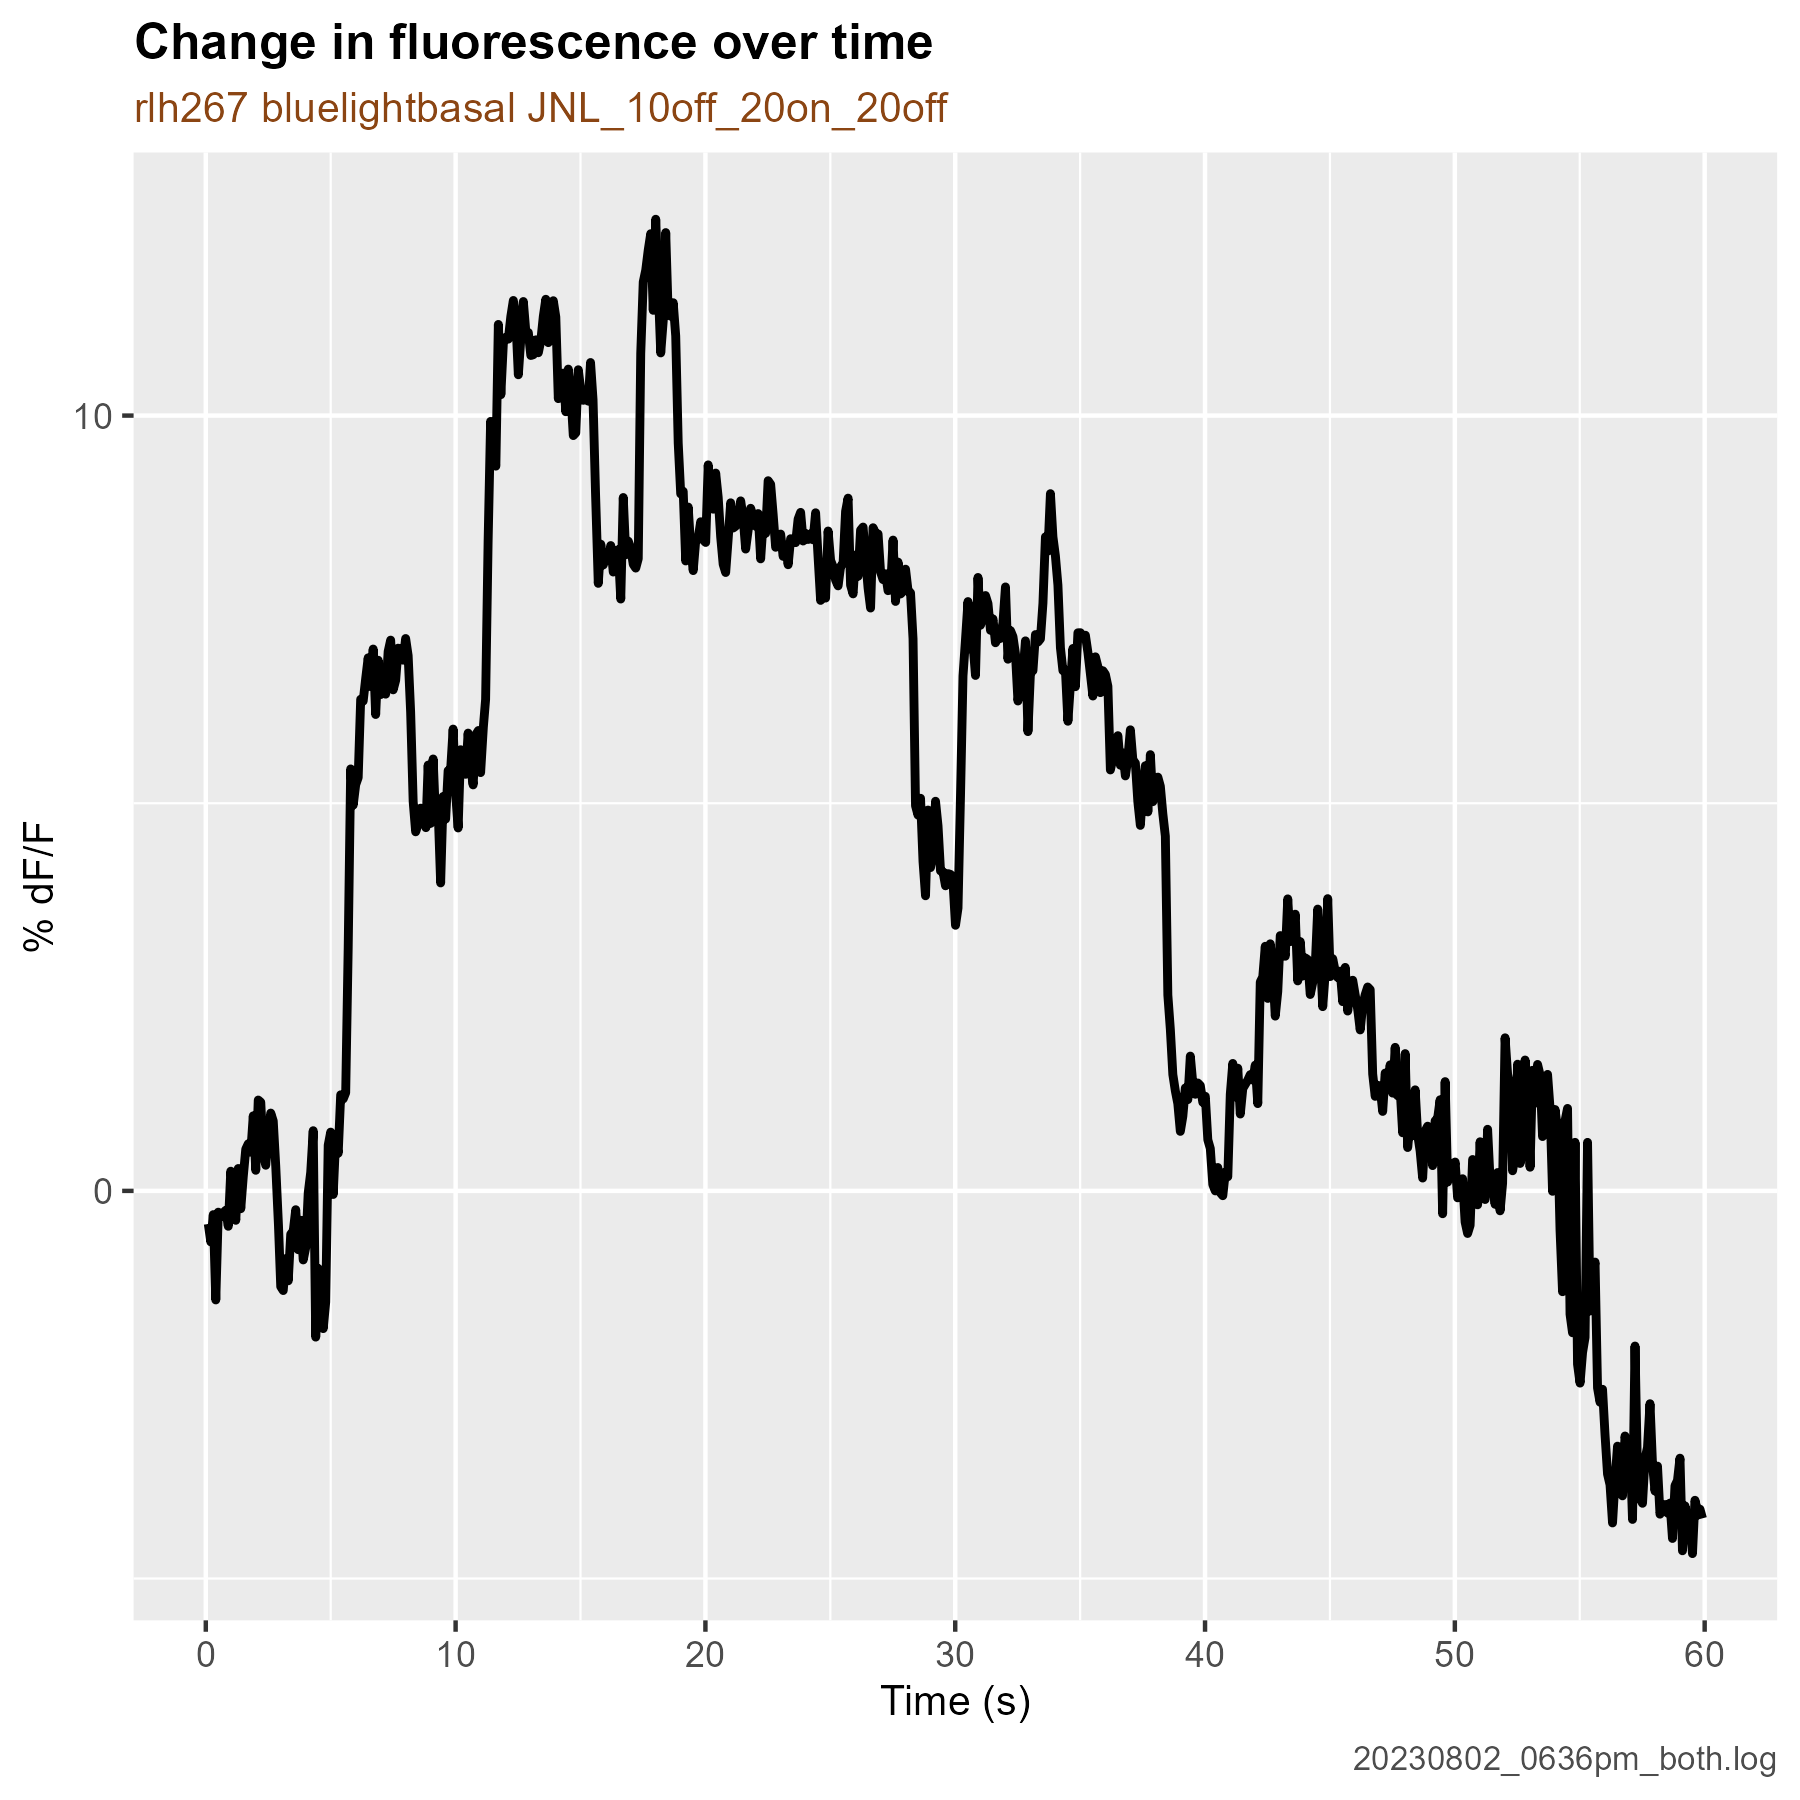 Change in fluorescence over time
rlh267 bluelightbasal JNL_10off_20on_20off
10
0
% dF/F
0 10 20 30 40 50 60
Time (s)
20230802_0636pm_both.log